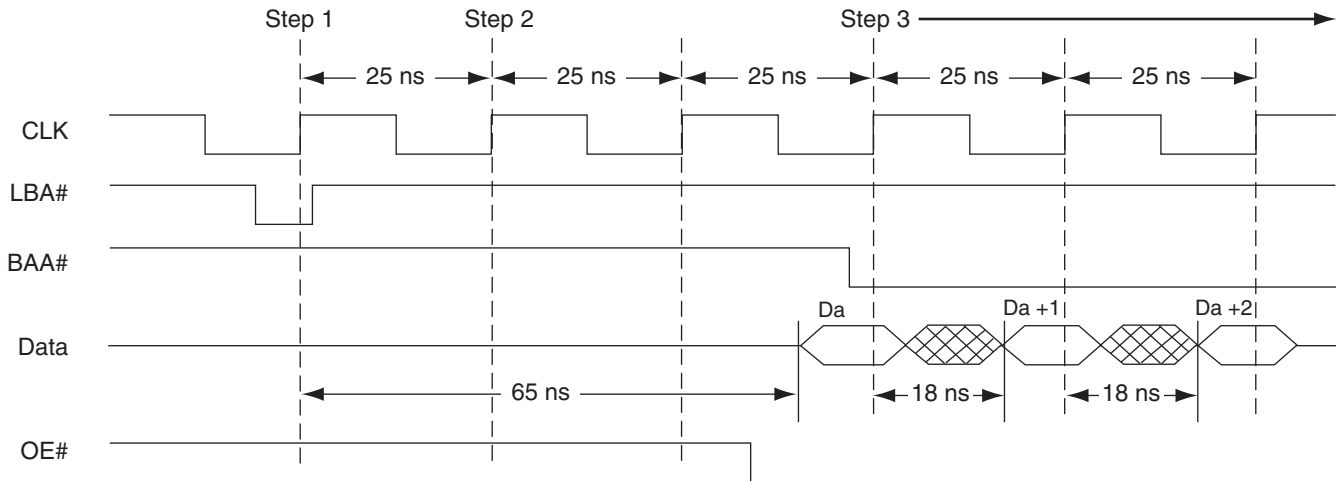 Step 1 Step 2 Step 3
25 ns 25 ns 25 ns 25 ns 25 ns
CLK
LBA#
BAA#
Da Da +1 Da +2
Data
65 ns 18 ns 18 ns
OE#